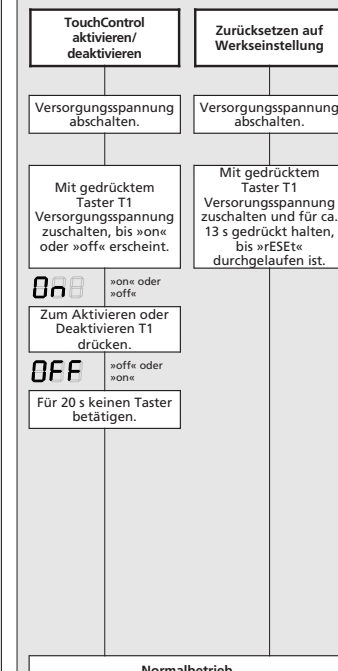 TouchControl
aktivieren/
deaktivieren
Versorgungsspannung
abschalten.
Mit gedrücktem
Taster T1
Versorgungsspannung
zuschalten, bis »on«
oder »off« erscheint.
On
»on« oder
»off«
Zum Aktivieren oder
Deaktivieren T1
drücken.
OFF
»off« oder
»on«
Für 20 s keinen Taster
betätigen.
Zurücksetzen auf
Werkseinstellung
Versorgungsspannung
abschalten.
Mit gedrücktem
Taster T1
Versorungsspannung
zuschalten und für ca.
13 s gedrückt halten,
bis »rESEt«
durchgelaufen ist.
Normalbetrieb